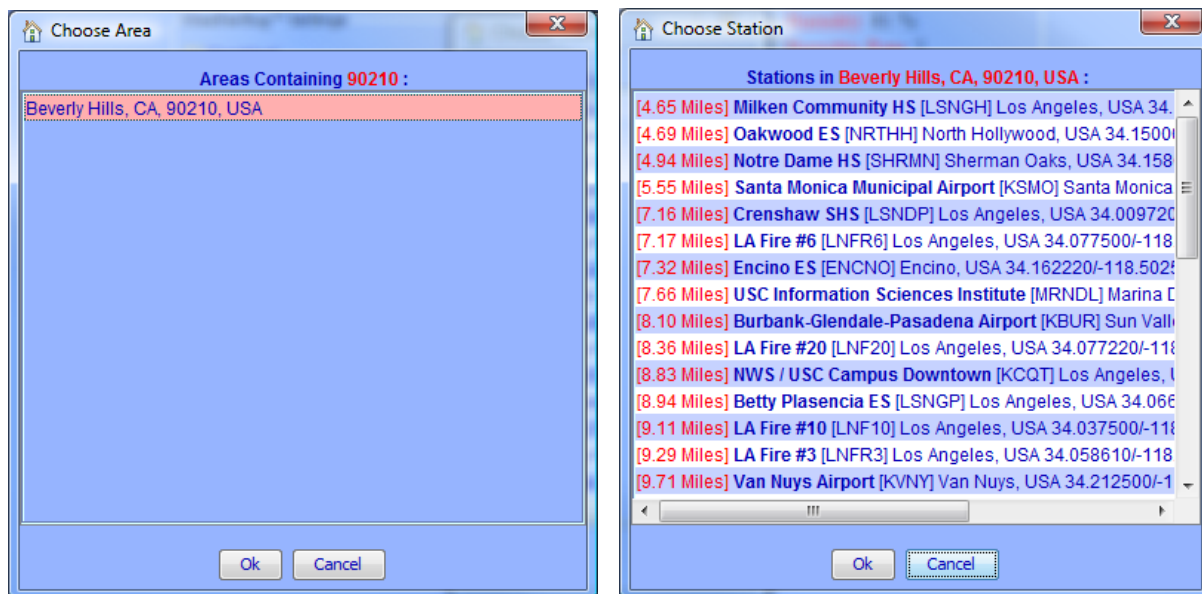 Choose Area
Areas Containing 90210 :
Beverly Hills, CA, 90210, USA
Ok
Cancel
Choose Station
Stations in Beverly Hills, CA, 90210, USA :
[4.65 Miles] Milken Community HS [LSNGH] Los Angeles, USA 34.
[4.69 Miles] Oakwood ES [NRTHH] North Hollywood, USA 34.1500
[4.94 Miles] Notre Dame HS [SHRMN] Sherman Oaks, USA 34.158
[5.55 Miles] Santa Monica Municipal Airport [KSMO] Santa Monica
[7.16 Miles] Crenshaw SHS [LSNDP] Los Angeles, USA 34.009720
[7.17 Miles] LA Fire #6 [LNFR6] Los Angeles, USA 34.077500/-118
[7.32 Miles] Encino ES [ENCNO] Encino, USA 34.162220/-118.502
[7.66 Miles] USC Information Sciences Institute [MRNDL] Marina
[8.10 Miles] Burbank-Glendale-Pasadena Airport [KBUR] Sun Vall
[8.36 Miles] LA Fire #20 [LNF20] Los Angeles, USA 34.077220/-118
[8.83 Miles] NWS / USC Campus Downtown [KCQT] Los Angeles,
[8.94 Miles] Betty Plasencia ES [LSNGP] Los Angeles, USA 34.066
[9.11 Miles] LA Fire #10 [LNF10] Los Angeles, USA 34.037500/-118
[9.29 Miles] LA Fire #3 [LNFR3] Los Angeles, USA 34.058610/-118
[9.71 Miles] Van Nuys Airport [KVNY] Van Nuys, USA 34.212500/-1
Ok
Cancel